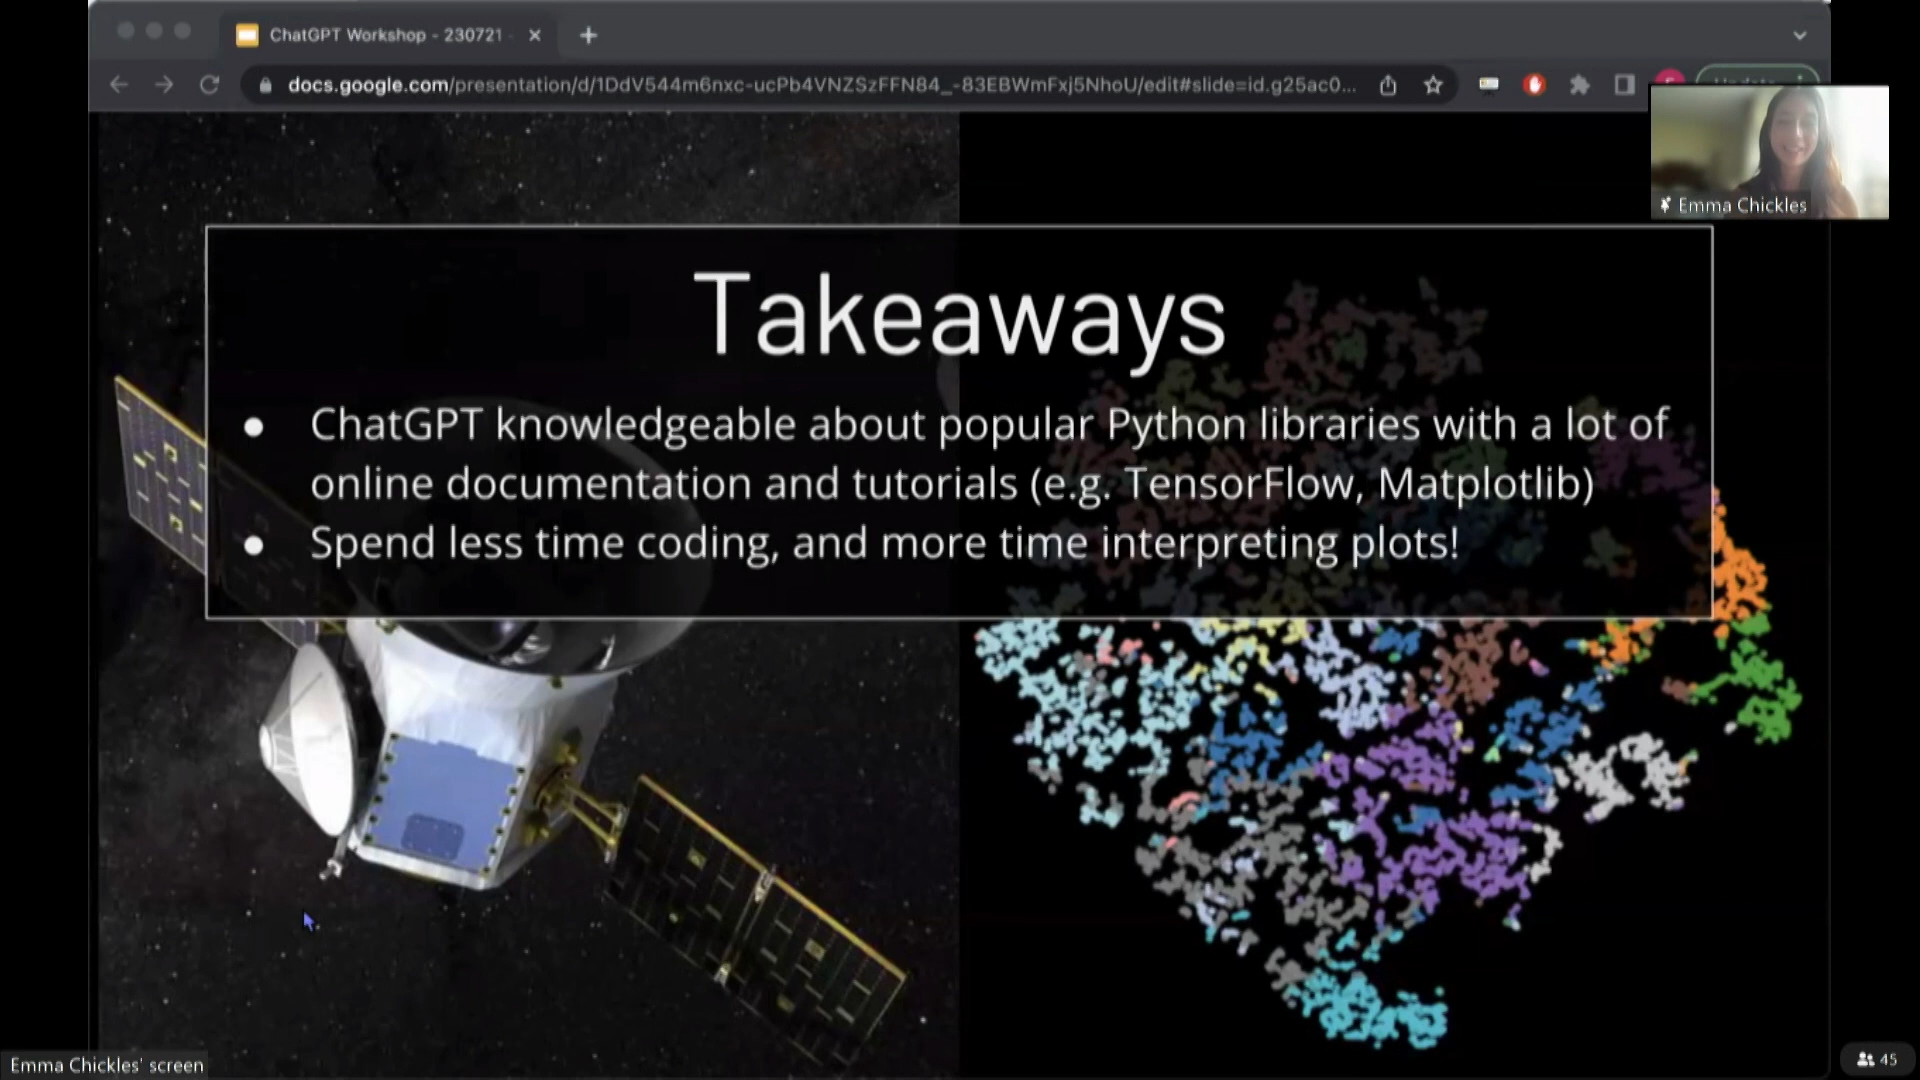 ChatGPT Workshop - 230721
docs.google.com/presentation/d/1DdV544m6nxc-ucPb4VNZSzFFN84_-83EBWmFxj5NhoU/edit#slide=id.g25ac0...
Emma Chickles
Takeaways
● ChatGPT knowledgeable about popular Python libraries with a lot of
online documentation and tutorials (e.g. TensorFlow, Matplotlib)
● Spend less time coding, and more time interpreting plots!
Emma Chickles' screen
45